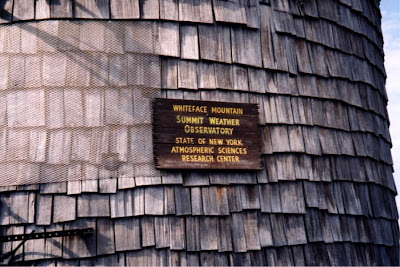 WHITEFACE MOUNTAIN
SUMMIT WEATHER
OBSERVATORY
STATE OF NEW YORK
ATMOSPHERIC SCIENCES
RESEARCH CENTER